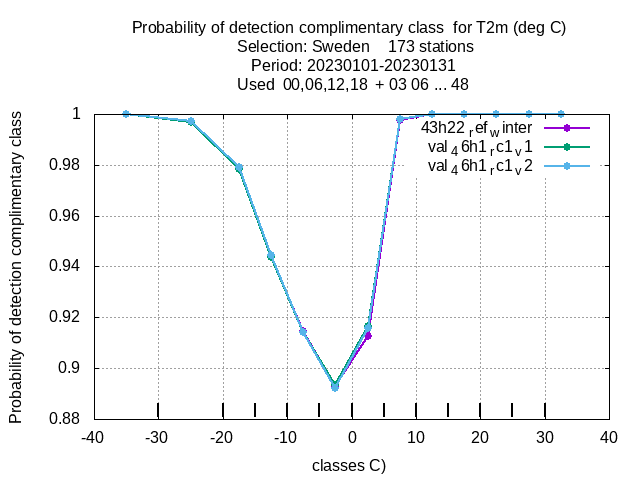 Probability of detection complimentary class  for T2m (deg C)
Selection: Sweden    173 stations
Period: 20230101-20230131
Used  00,06,12,18  + 03 06 ... 48
Probability of detection complimentary class
1
0.98
0.96
0.94
0.92
0.9
0.88
43h22 r ef w inter
val 4 6h1 r c1 v 1
val 4 6h1 r c1 v 2
-40 -30 -20 -10 0 10 20 30 40
classes C)